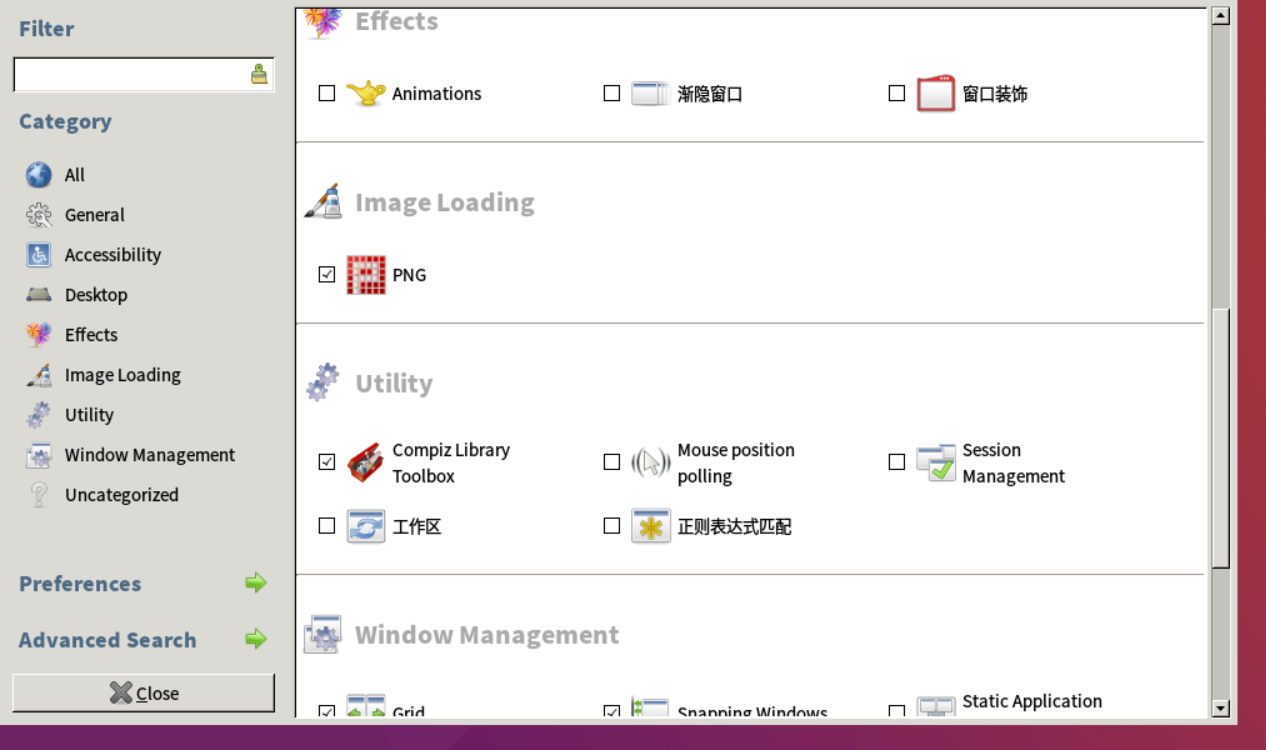 Filter
Category
All
General
Accessibility
Desktop
Effects
Image Loading
Utility
Window Management
Uncategorized
Preferences
Advanced Search
Close
Effects
Animations
渐隐窗口
窗口装饰
Image Loading
PNG
Utility
Compiz Library
Toolbox
Mouse position
polling
Session
Management
工作区
正则表达式匹配
Window Management
Grid
Snapping Windows
Static Application